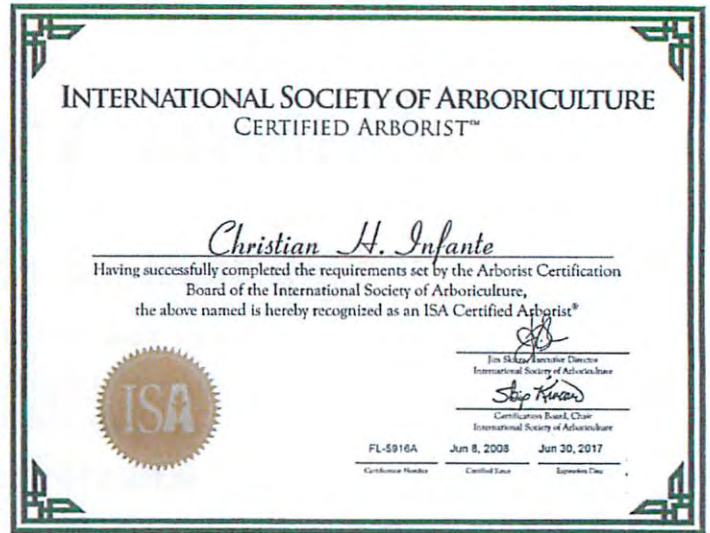 INTERNATIONAL SOCIETY OF ARBORICULTURE
CERTIFIED ARBORIST™
Christian H. Infante
Having successfully completed the requirements set by the Arborist Certification
Board of the International Society of Arboriculture,
the above named is hereby recognized as an ISA Certified Arborist®
Jim Executive Director
International Society of Arboriculture
Skip Kincaid
Certification Board, Chair
International Society of Arboriculture
ISA
FL-5916A Jun 8, 2008 Jun 30, 2017
Certification Number Certified Since Expiration Date